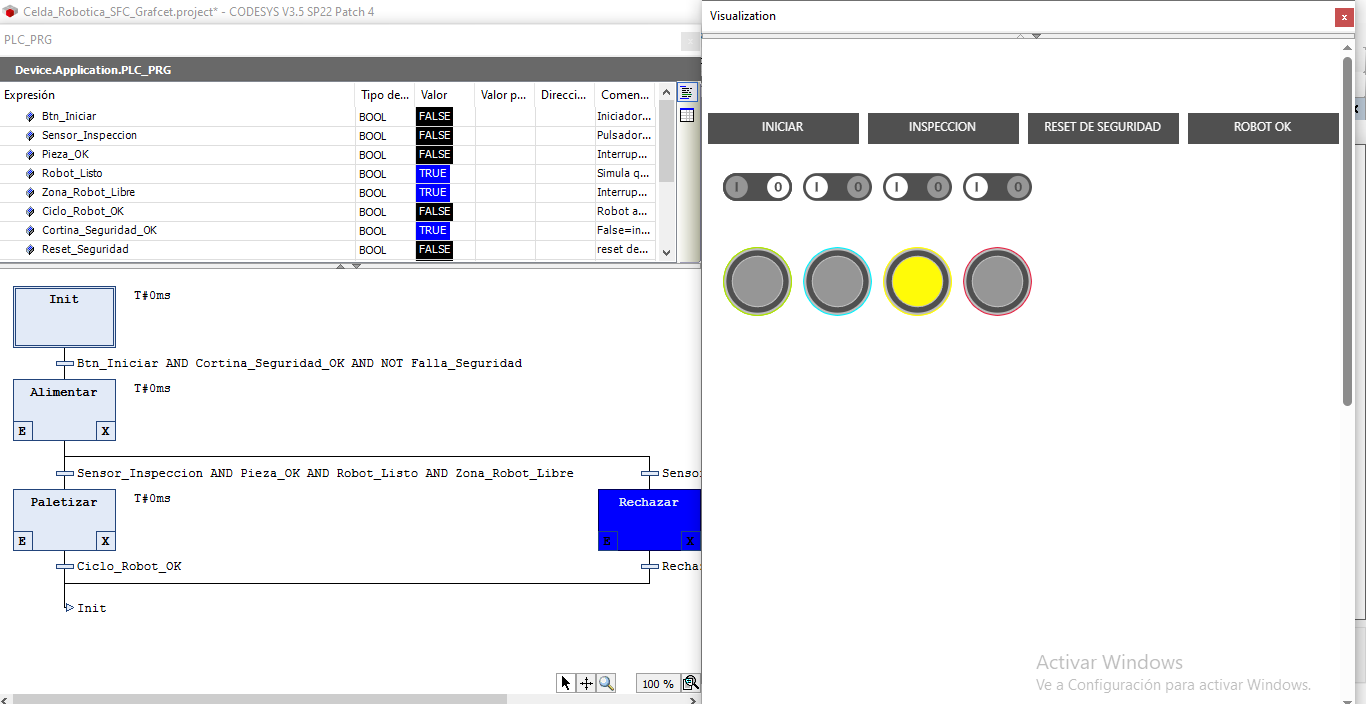 Celda_Robotica_SFC_Grafcet.project* - CODESYS V3.5 SP22 Patch 4
PLC_PRG
Device.Application.PLC_PRG
Expresión Tipo de... Valor Valor p... Direcci... Comen...
Btn_Iniciar BOOL FALSE Iniciador...
Sensor_Inspeccion BOOL FALSE Pulsador...
Pieza_OK BOOL FALSE Interrup...
Robot_Listo BOOL TRUE Simula q...
Zona_Robot_Libre BOOL TRUE Interrup...
Ciclo_Robot_OK BOOL FALSE Robot a...
Cortina_Seguridad_OK BOOL TRUE False=in...
Reset_Seguridad BOOL FALSE reset de...
Init T#0ms
Btn_Iniciar AND Cortina_Seguridad_OK AND NOT Falla_Seguridad
Alimentar T#0ms
E X
Sensor_Inspeccion AND Pieza_OK AND Robot_Listo AND Zona_Robot_Libre Senso
Paletizar T#0ms Rechazar
E X E X
Ciclo_Robot_OK Recha
Init
100 %
Visualization
x
INICIAR INSPECCION RESET DE SEGURIDAD ROBOT OK
I 0 I 0 I 0 I 0
Activar Windows
Ve a Configuración para activar Windows.